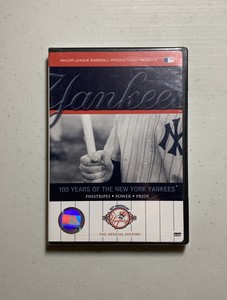 MAJOR LEAGUE BASEBALL PRODUCTIONS PRESENTS
Yankees
100 YEARS OF THE NEW YORK YANKEES
PINSTRIPES • POWER • PRIDE
THE OFFICIAL HISTORY
DVD